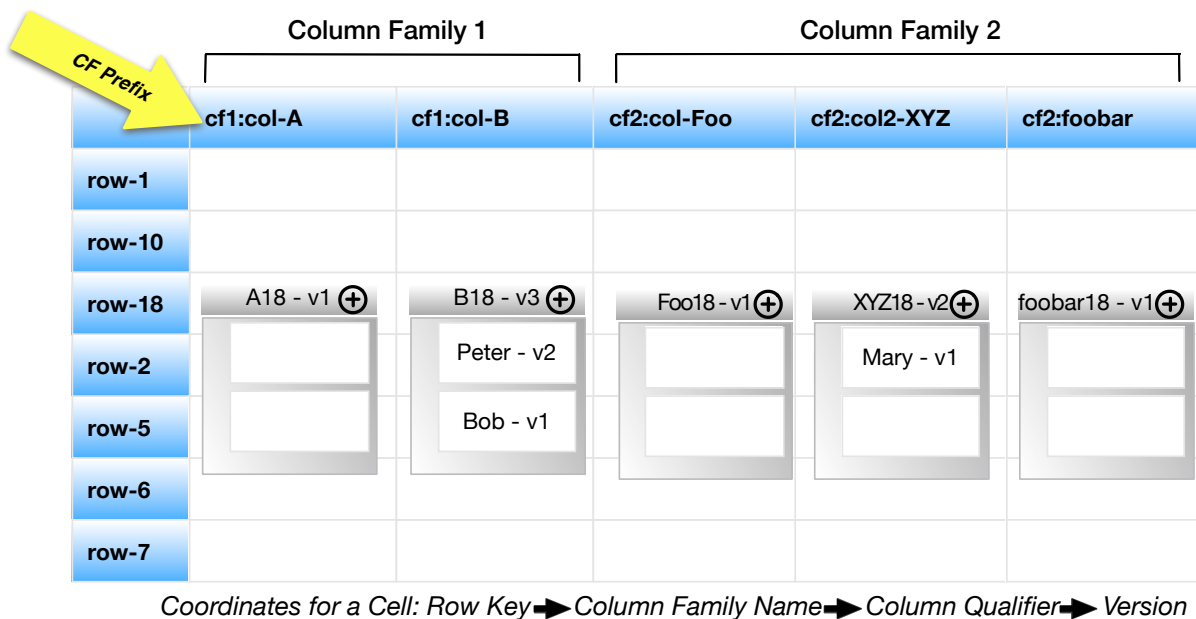 Column Family 1
Column Family 2
CF Prefix
cf1:col-A cf1:col-B cf2:col-Foo cf2:col2-XYZ cf2:foobar
row-1
row-10
row-18 A18 - v1 B18 - v3 Foo18 - v1 XYZ18 - v2 foobar18 - v1
row-2 Peter - v2 Mary - v1
row-5 Bob - v1
row-6
row-7
Coordinates for a Cell: Row Key Column Family Name Column Qualifier Version